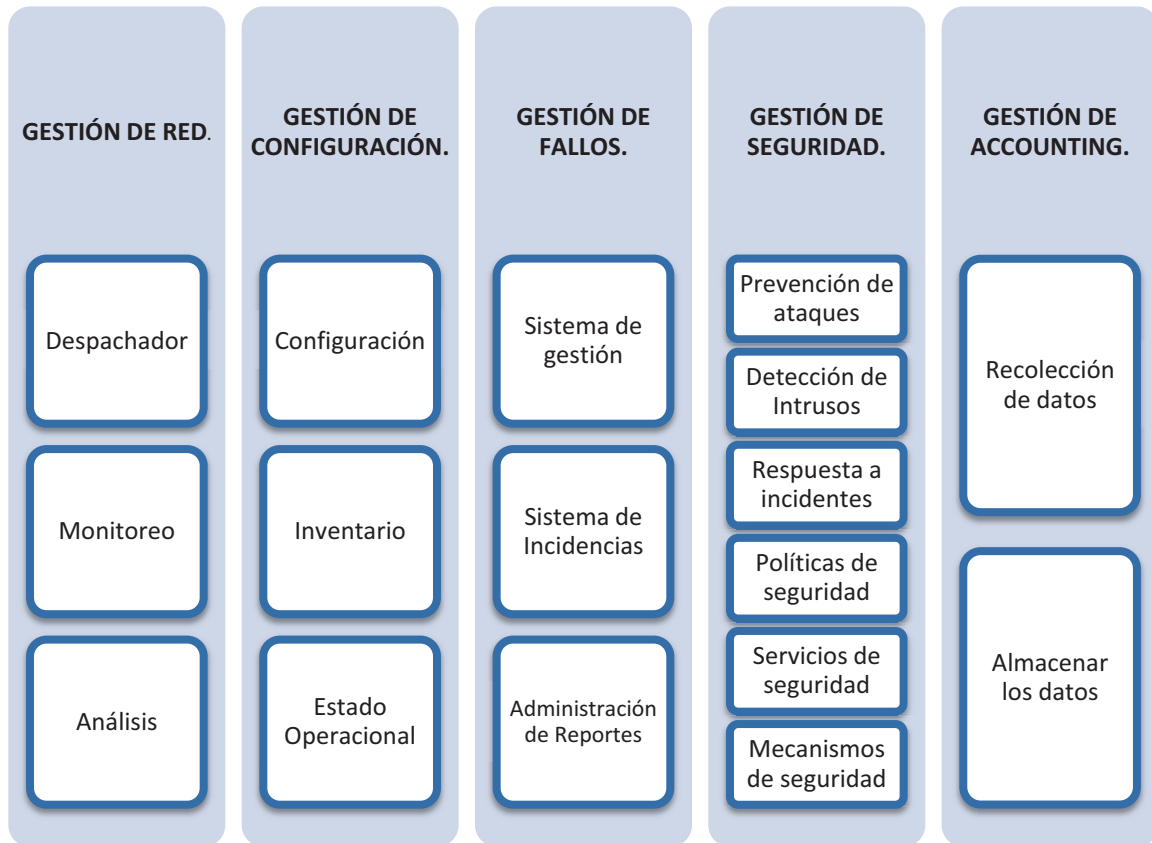 GESTIÓN DE RED.
Despachador
Monitoreo
Análisis
GESTIÓN DE
CONFIGURACIÓN.
Configuración
Inventario
Estado
Operacional
GESTIÓN DE
FALLOS.
Sistema de
gestión
Sistema de
Incidencias
Administración
de Reportes
GESTIÓN DE
SEGURIDAD.
Prevención de
ataques
Detección de
Intrusos
Respuesta a
incidentes
Políticas de
seguridad
Servicios de
seguridad
Mecanismos
de seguridad
GESTIÓN DE
ACCOUNTING.
Recolección
de datos
Almacenar
los datos